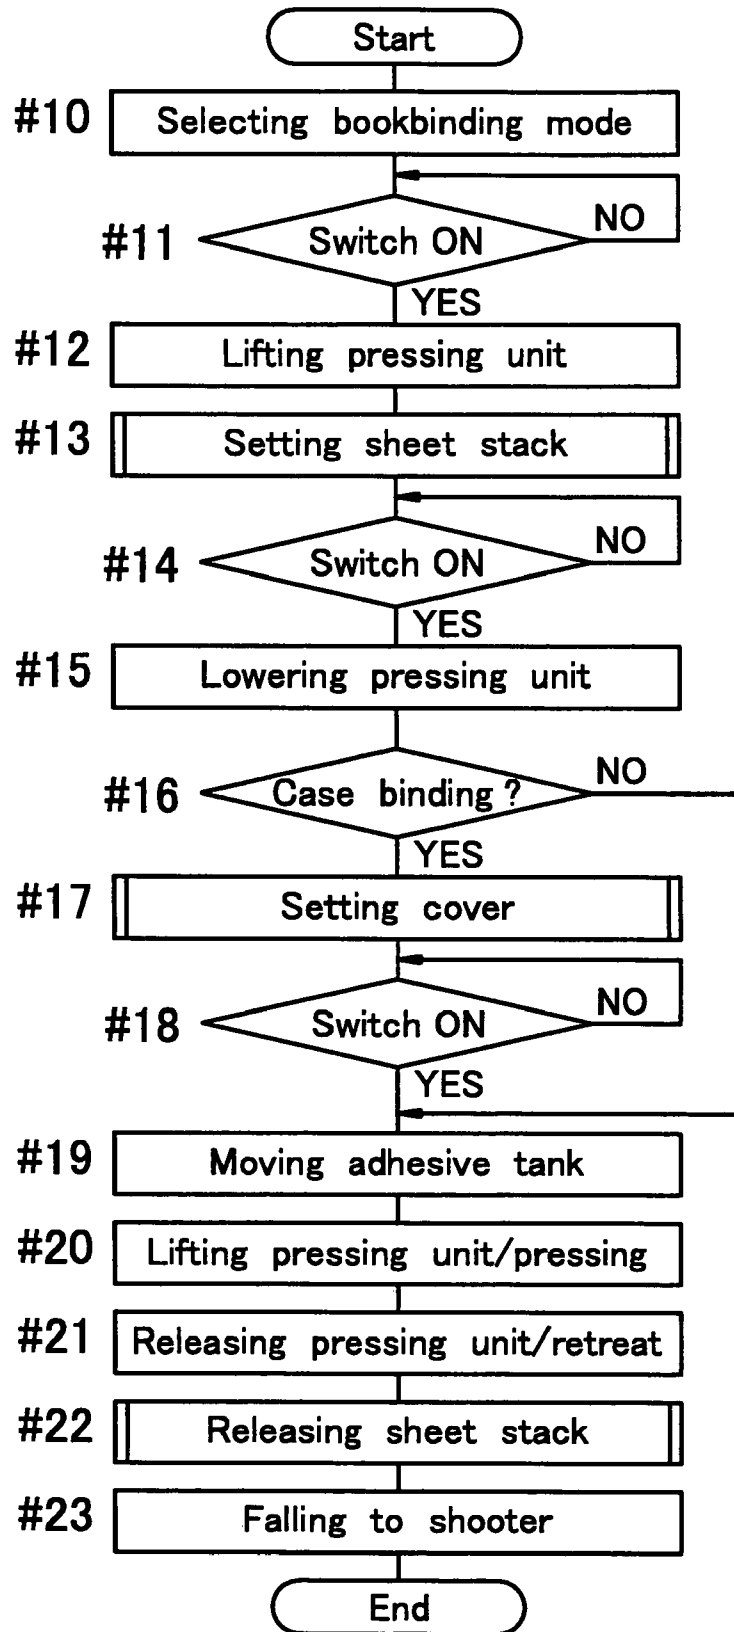 Start
#10 Selecting bookbinding mode
#11 Switch ON NO
YES
#12 Lifting pressing unit
#13 Setting sheet stack
#14 Switch ON NO
YES
#15 Lowering pressing unit
#16 Case binding? NO
YES
#17 Setting cover
#18 Switch ON NO
YES
#19 Moving adhesive tank
#20 Lifting pressing unit/pressing
#21 Releasing pressing unit/retreat
#22 Releasing sheet stack
#23 Falling to shooter
End